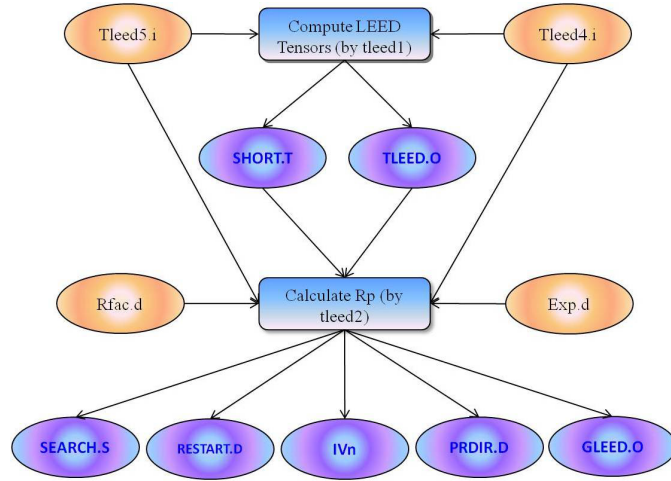 Tleed5.i
Compute LEED
Tensors (by tleed1)
Tleed4.i
SHORT.T
TLEED.O
Rfac.d
Calculate Rp (by
tleed2)
Exp.d
SEARCH.S
RESTART.D
IVn
PRDIR.D
GLEED.O